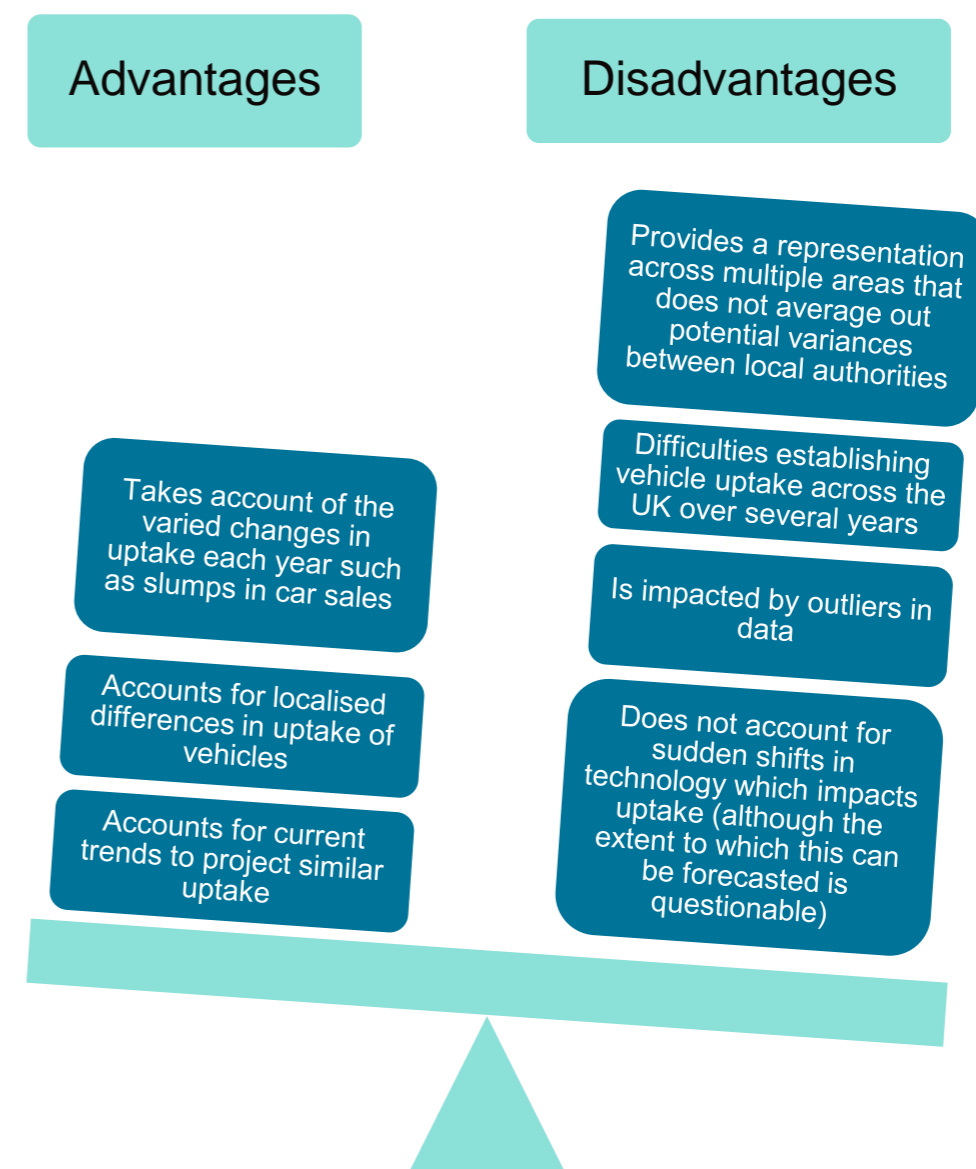 Advantages
Disadvantages
Takes account of the
varied changes in
uptake each year such
as slumps in car sales
Accounts for localised
differences in uptake of
vehicles
Accounts for current
trends to project similar
uptake
Provides a representation
across multiple areas that
does not average out
potential variances
between local authorities
Difficulties establishing
vehicle uptake across the
UK over several years
Is impacted by outliers in
data
Does not account for
sudden shifts in
technology which impacts
uptake (although the
extent to which this can
be forecasted is
questionable)